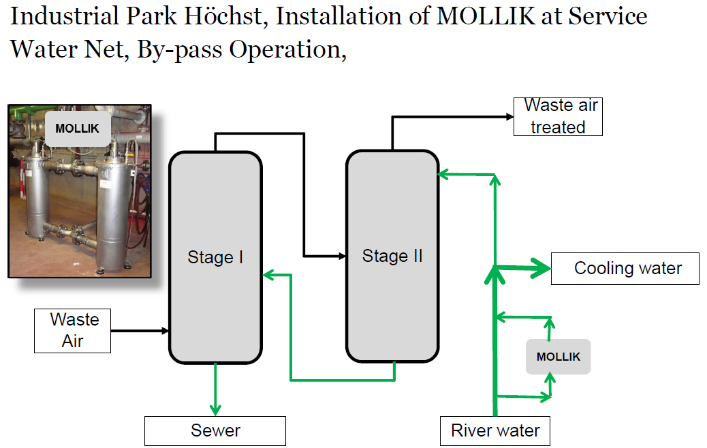 Industrial Park Höchst, Installation of MOLLIK at Service
Water Net, By-pass Operation,
MOLLIK
Waste air
treated
Stage I
Stage II
Cooling water
Waste
Air
MOLLIK
Sewer
River water